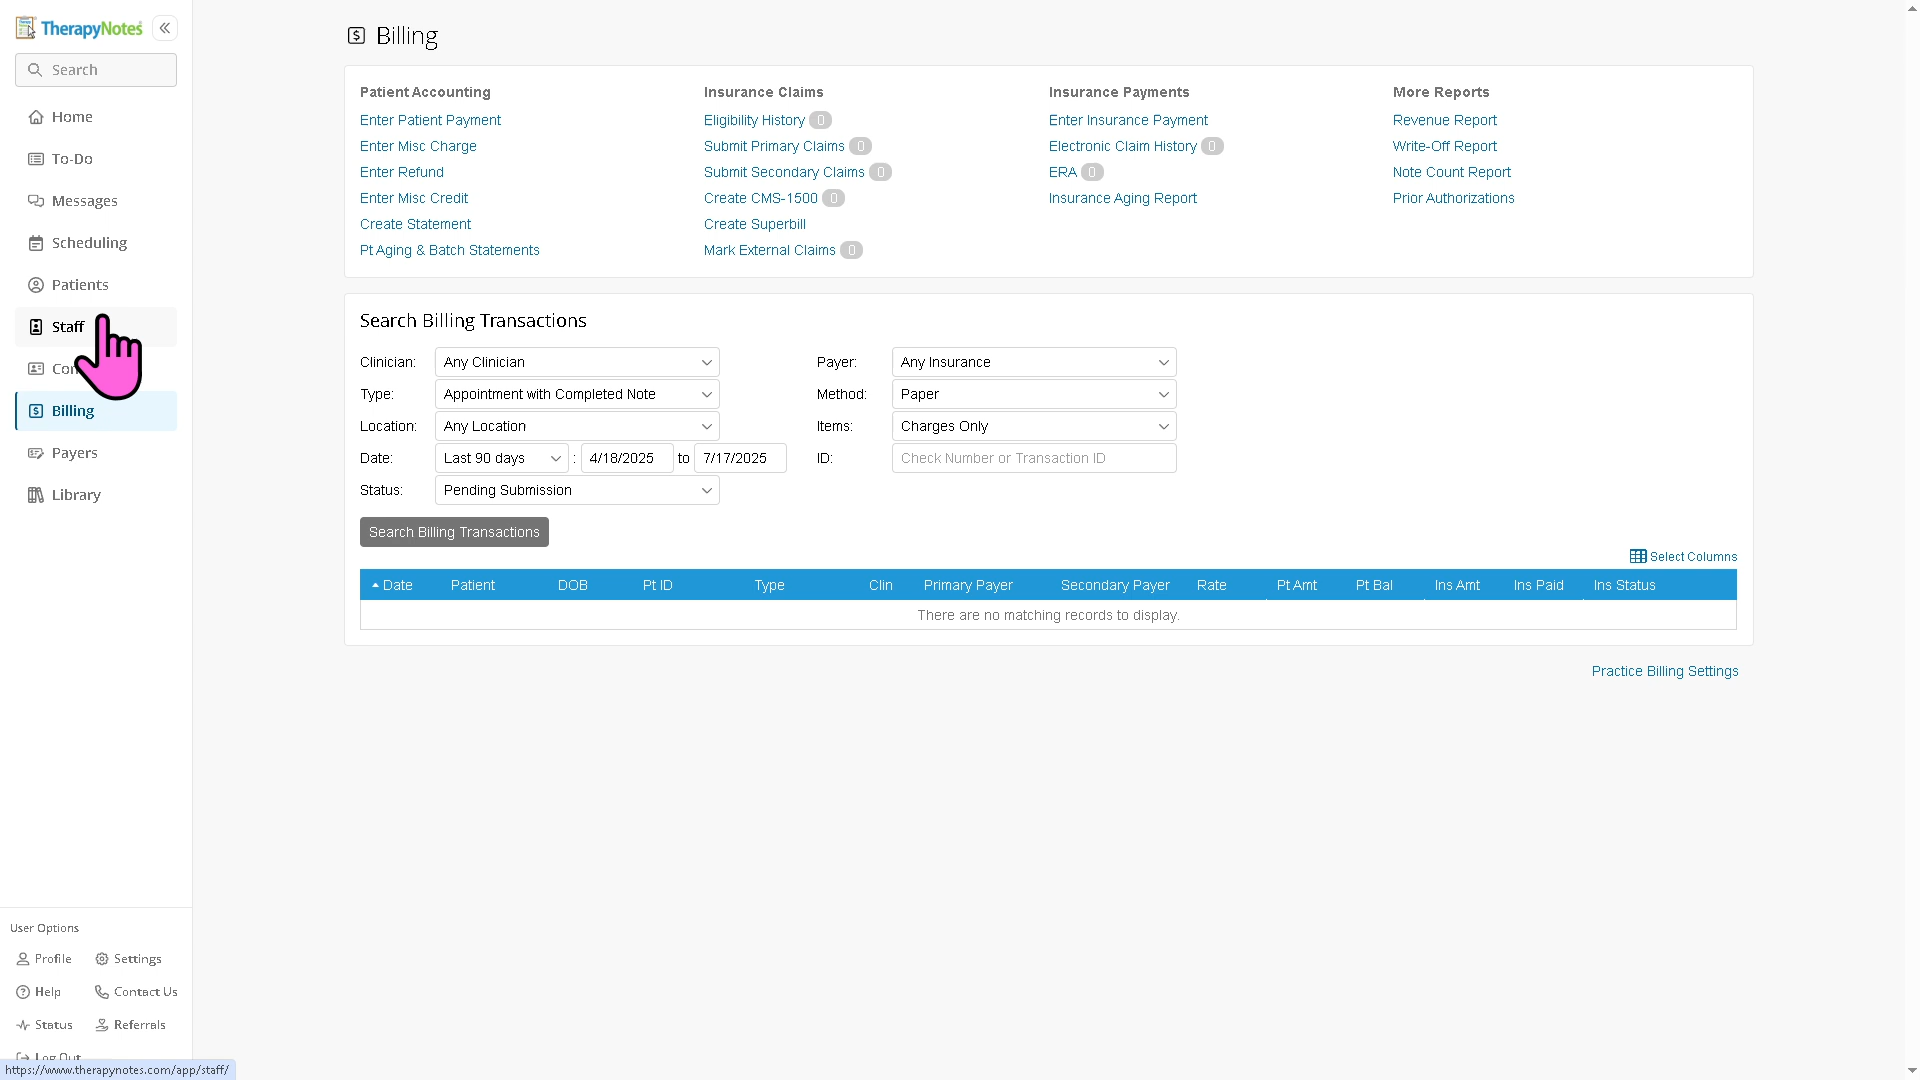 TherapyNotes
Search
Home
To-Do
Messages
Scheduling
Patients
Staff
Billing
Payers
Library
User Options
Profile
Settings
Help
Contact Us
Status
Referrals
Log Out
https://www.therapynotes.com/app/staff/
Billing
Patient Accounting
Enter Patient Payment
Enter Misc Charge
Enter Refund
Enter Misc Credit
Create Statement
Pt Aging & Batch Statements
Insurance Claims
Eligibility History 0
Submit Primary Claims 0
Submit Secondary Claims 0
Create CMS-1500 0
Create Superbill
Mark External Claims 0
Insurance Payments
Enter Insurance Payment
Electronic Claim History 0
ERA 0
Insurance Aging Report
More Reports
Revenue Report
Write-Off Report
Note Count Report
Prior Authorizations
Search Billing Transactions
Clinician: Any Clinician
Type: Appointment with Completed Note
Location: Any Location
Date: Last 90 days : 4/18/2025 to 7/17/2025
Status: Pending Submission
Payer: Any Insurance
Method: Paper
Items: Charges Only
ID: Check Number or Transaction ID
Search Billing Transactions
Select Columns
Date Patient DOB Pt ID Type Clin Primary Payer Secondary Payer Rate Pt Amt Pt Bal Ins Amt Ins Paid Ins Status
There are no matching records to display.
Practice Billing Settings